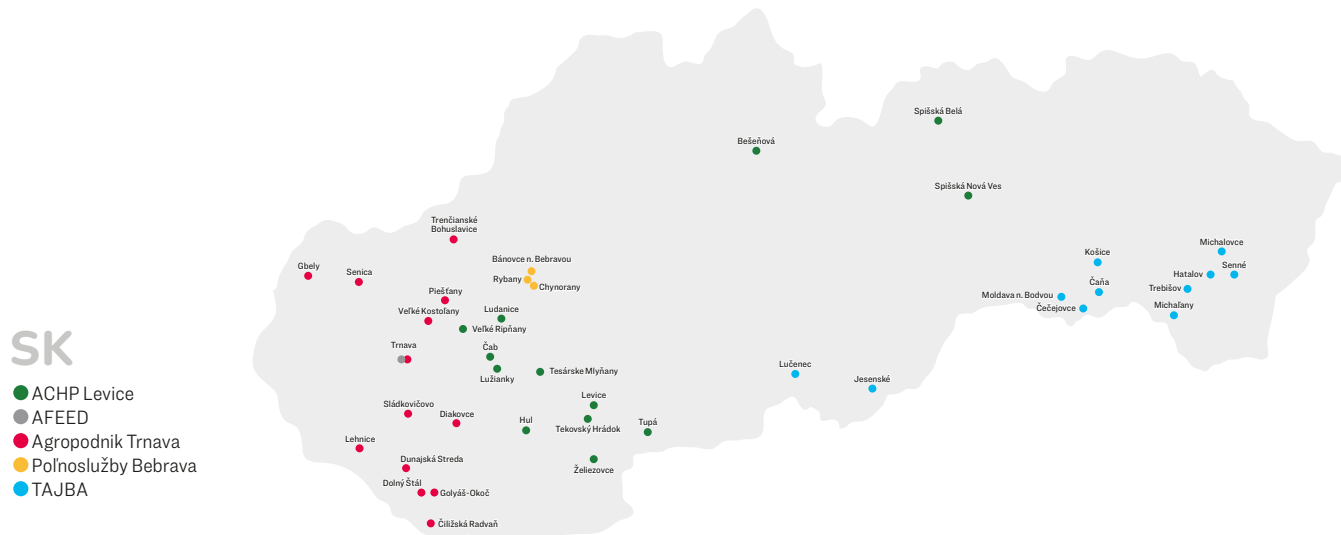 Spišská Belá
Bešeňová
Spišská Nová Ves
Trenčianské
Bohuslavice
Michalovce
Košice
Bánovce n. Bebravou
Gbely
Senica
Rybany
Chynorany
Hatalov
Senné
Čaňa
Trebišov
Piešťany
Moldava n. Bodvou
Čečejovce
Michaľany
Veľké Kostoľany
Ludanice
Veľké Ripňany
SK
Trnava
Čab
Lužianky
Tesárske Mlyňany
Lučenec
Jesenské
ACHP Levice
AFEED
Agropodnik Trnava
Poľnoslužby Bebrava
TAJBA
Sládkovičovo
Diakovce
Levice
Hul
Tekovský Hrádok
Tupá
Lehnice
Dunajská Streda
Želiezovce
Dolný Štál
Golyáš-Okoč
Čiližská Radvaň